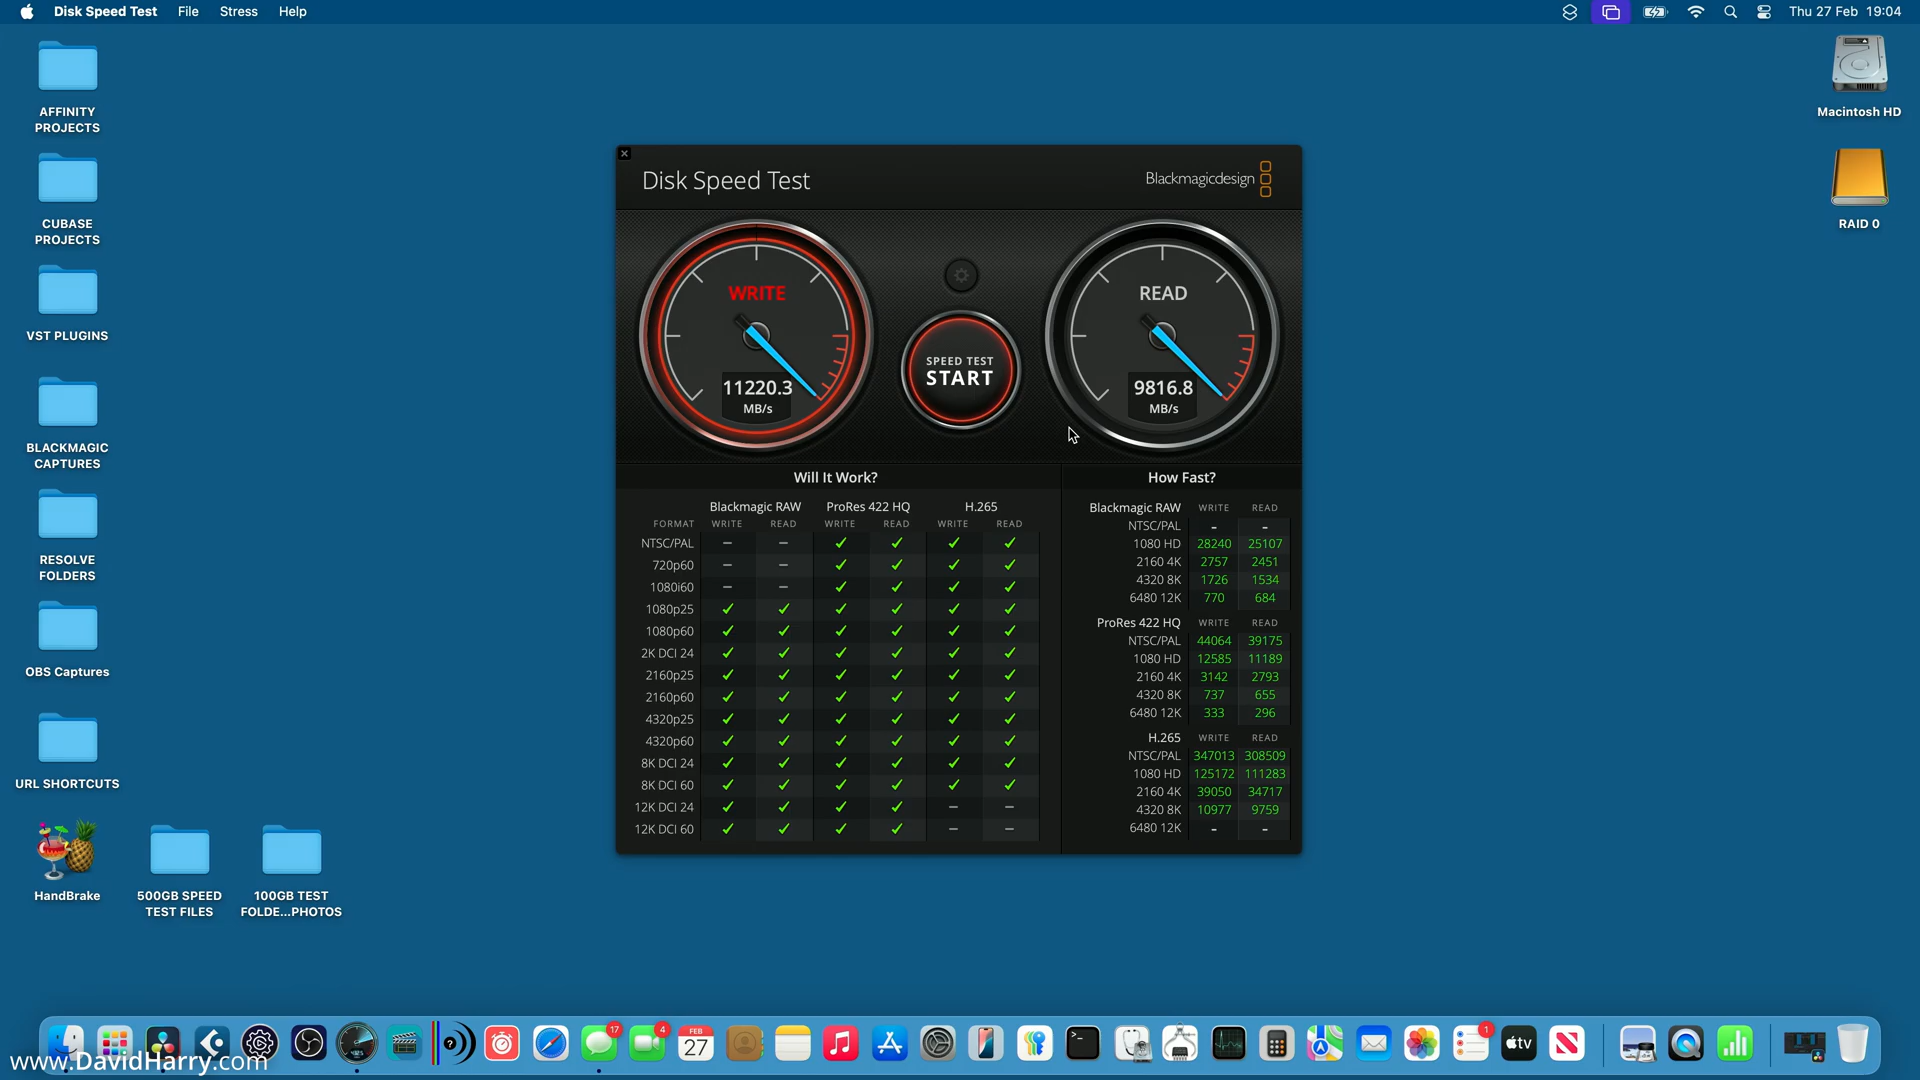 Disk Speed Test File Stress Help
Thu 27 Feb 19:04
AFFINITY
PROJECTS
CUBASE
PROJECTS
VST PLUGINS
BLACKMAGIC
CAPTURES
RESOLVE
FOLDERS
OBS Captures
URL SHORTCUTS
HandBrake
500GB SPEED
TEST FILES
100GB TEST
FOLDE...PHOTOS
Macintosh HD
RAID 0
Disk Speed Test
Blackmagicdesign
WRITE
11220.3
MB/s
SPEED TEST
START
READ
9816.8
MB/s
Will It Work?
Blackmagic RAW ProRes 422 HQ H.265
FORMAT WRITE READ WRITE READ WRITE READ
NTSC/PAL – – ✓ ✓ ✓ ✓
720p60 – – ✓ ✓ ✓ ✓
1080i60 – – ✓ ✓ ✓ ✓
1080p25 ✓ ✓ ✓ ✓ ✓ ✓
1080p60 ✓ ✓ ✓ ✓ ✓ ✓
2K DCI 24 ✓ ✓ ✓ ✓ ✓ ✓
2160p25 ✓ ✓ ✓ ✓ ✓ ✓
2160p60 ✓ ✓ ✓ ✓ ✓ ✓
4320p25 ✓ ✓ ✓ ✓ ✓ ✓
4320p60 ✓ ✓ ✓ ✓ ✓ ✓
8K DCI 24 ✓ ✓ ✓ ✓ ✓ ✓
8K DCI 60 ✓ ✓ ✓ ✓ ✓ ✓
12K DCI 24 ✓ ✓ ✓ ✓ – –
12K DCI 60 ✓ ✓ ✓ ✓ – –
How Fast?
Blackmagic RAW WRITE READ
NTSC/PAL - -
1080 HD 28240 25107
2160 4K 2757 2451
4320 8K 1726 1534
6480 12K 770 684
ProRes 422 HQ WRITE READ
NTSC/PAL 44064 39175
1080 HD 12585 11189
2160 4K 3142 2793
4320 8K 737 655
6480 12K 333 296
H.265 WRITE READ
NTSC/PAL 347013 308509
1080 HD 125172 111283
2160 4K 39050 34717
4320 8K 10977 9759
6480 12K - -
17
4
FEB
27
1
tv
www.DavidHarry.com